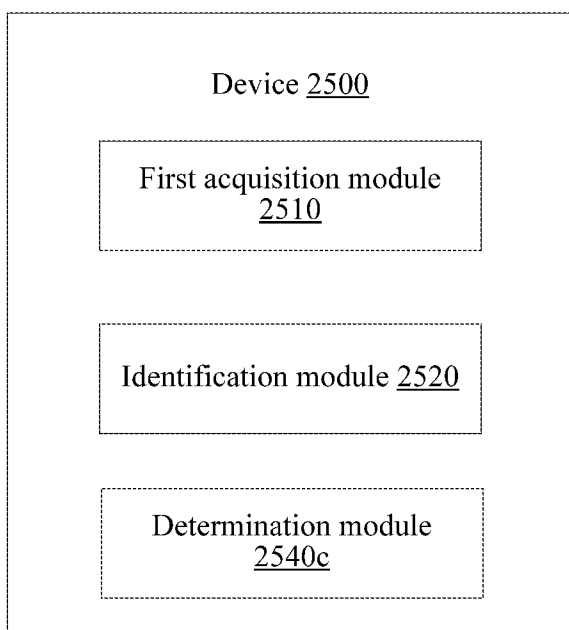 Device 2500
First acquisition module
2510
Identification module 2520
Determination module
2540c